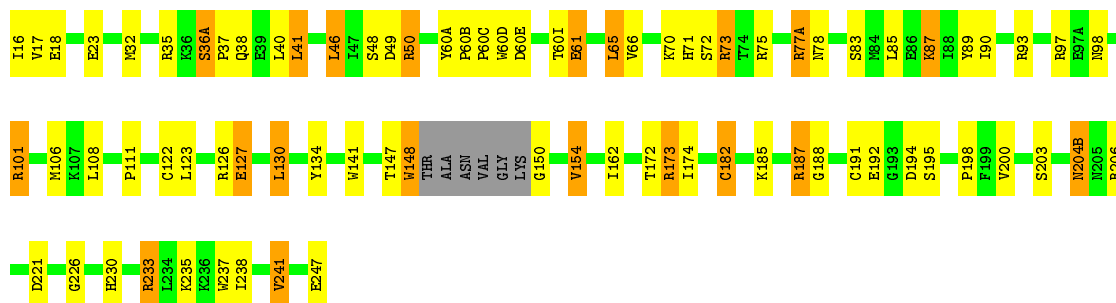 I16 V17 E18 E23 M32 R35 K36 S36A P37 Q38 E39 L40 L41 L46 I47 S48 D49 R50 Y60A P60B P60C W60D D60E T60I E61 L65 V66 K70 H71 S72 R73 T74 R75 R77A N78 S83 M84 L85 E86 K87 I88 Y89 I90 R93 R97 E97A N98
R101 M106 K107 L108 P111 C122 L123 R126 E127 L130 Y134 W141 T147 W148 THR ALA ASN VAL GLY LYS G150 V154 I162 T172 R173 I174 C182 K185 R187 G188 C191 E192 G193 D194 S195 P198 F199 V200 S203 N204B N205
D221 G226 H230 R233 L234 K235 K236 W237 I238 V241 E247